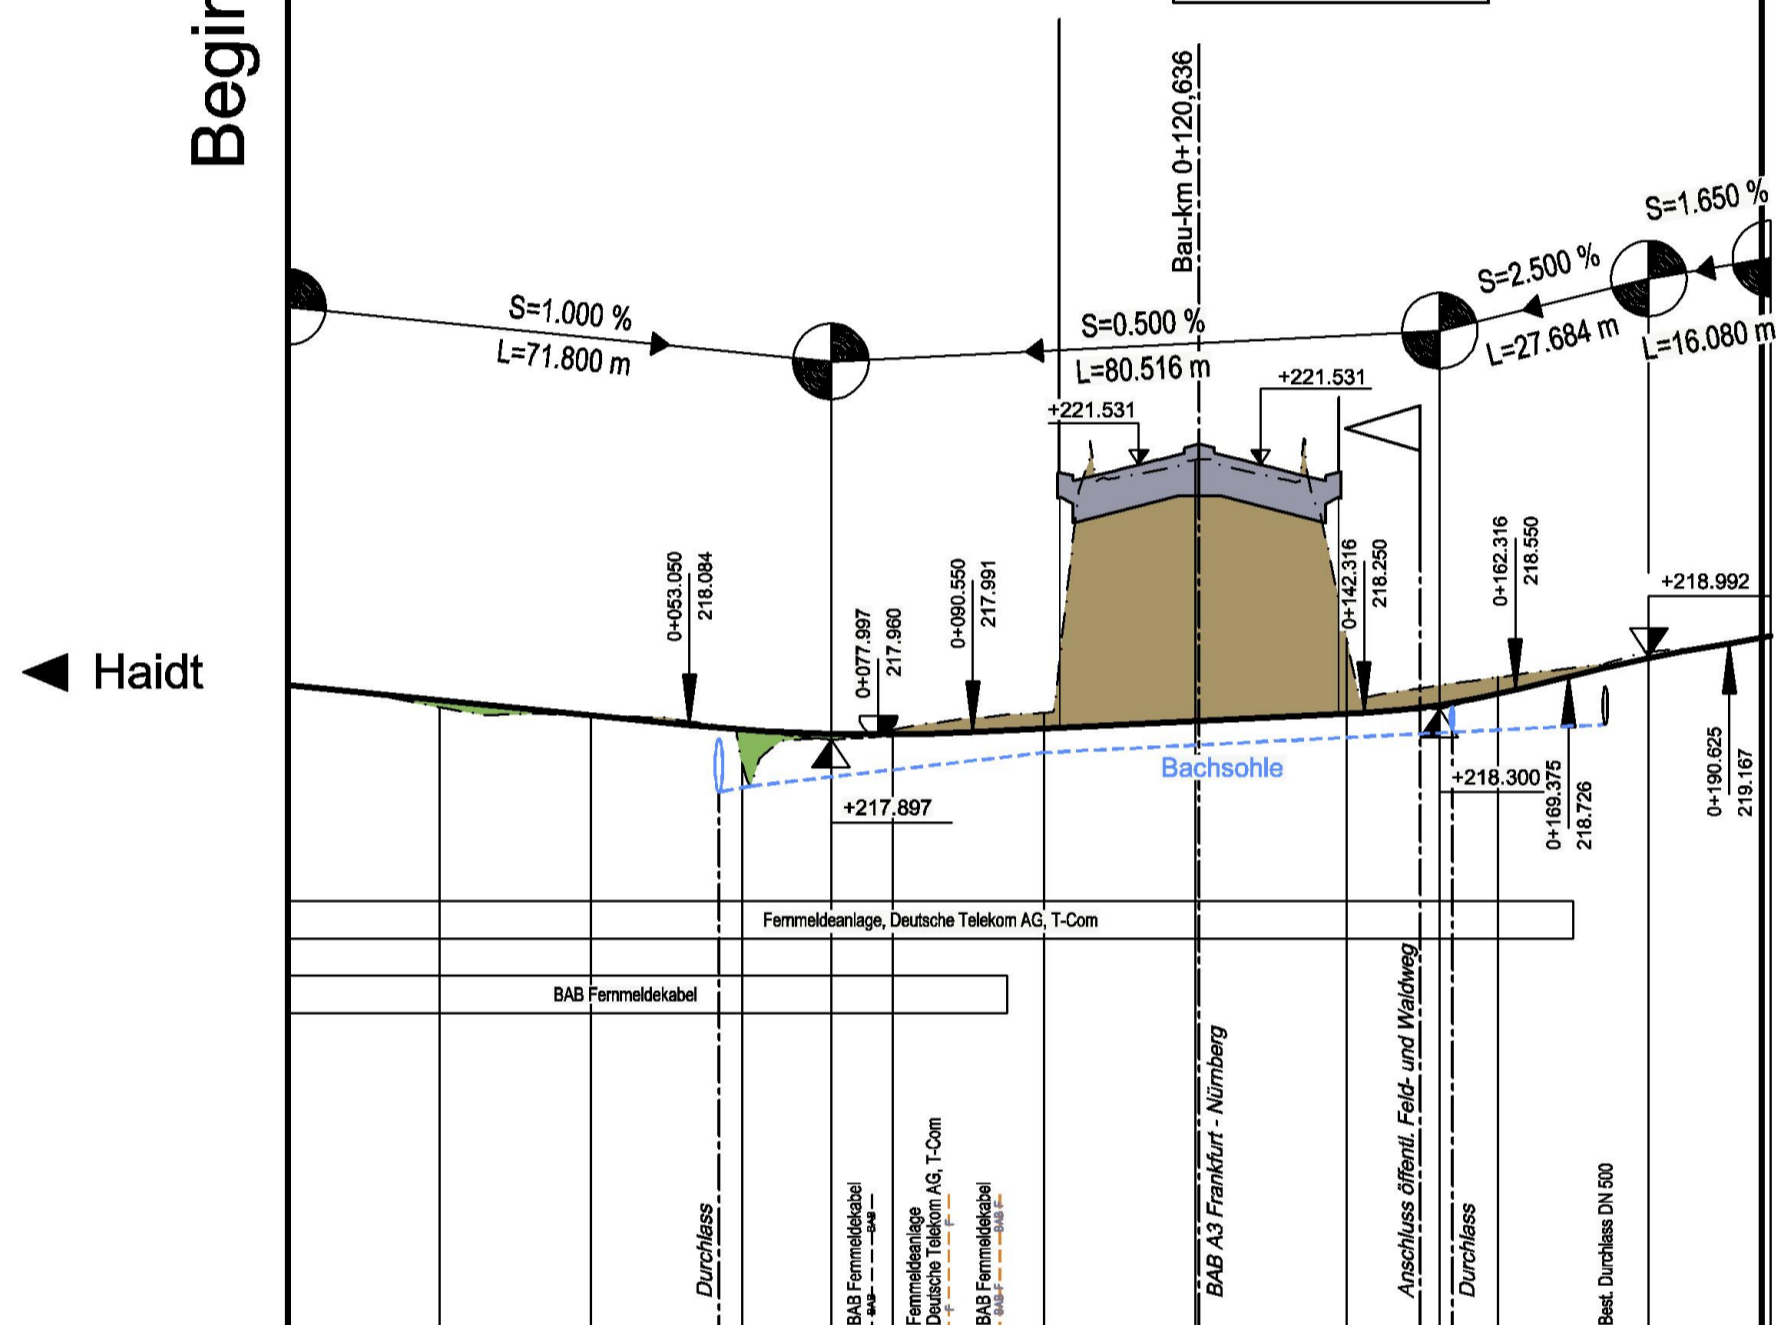 Begin
Bau-km 0+120,636
S=1.650 %
S=2.500 %
L=16.080 m
L=27.684 m
S=1.000 %
L=71.800 m
S=0.500 %
L=80.516 m
+221.531
+221.531
0+053.050
218.084
0+077.997
217.960
0+090.550
217.991
0+142.316
218.250
0+162.316
218.550
+218.992
Haidt
Bachsohle
+217.897
+218.300
0+169.375
218.726
0+190.625
219.167
Fernmeldeanlage, Deutsche Telekom AG, T-Com
BAB Fernmeldekabel
Durchlass
BAB Fernmeldekabel
BAB
BAB
Fernmeldeanlage
Deutsche Telekom AG, T-Com
F
F
BAB Fernmeldekabel
BAB F
BAB F
BAB A3 Frankfurt - Nürnberg
Anschluss öffentl. Feld- und Waldweg
Durchlass
Best. Durchlass DN 500